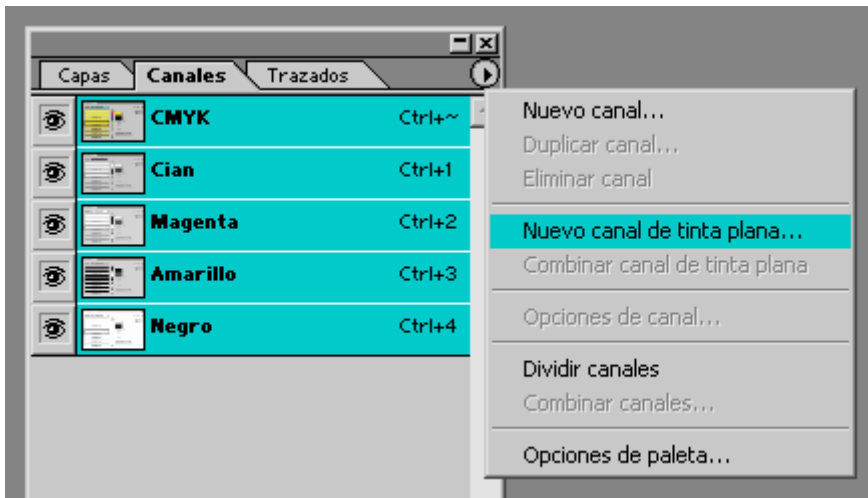 Capas Canales Trazados
CMYK Ctrl+~
Cian Ctrl+1
Magenta Ctrl+2
Amarillo Ctrl+3
Negro Ctrl+4
Nuevo canal...
Duplicar canal...
Eliminar canal
Nuevo canal de tinta plana...
Combinar canal de tinta plana
Opciones de canal...
Dividir canales
Combinar canales...
Opciones de paleta...